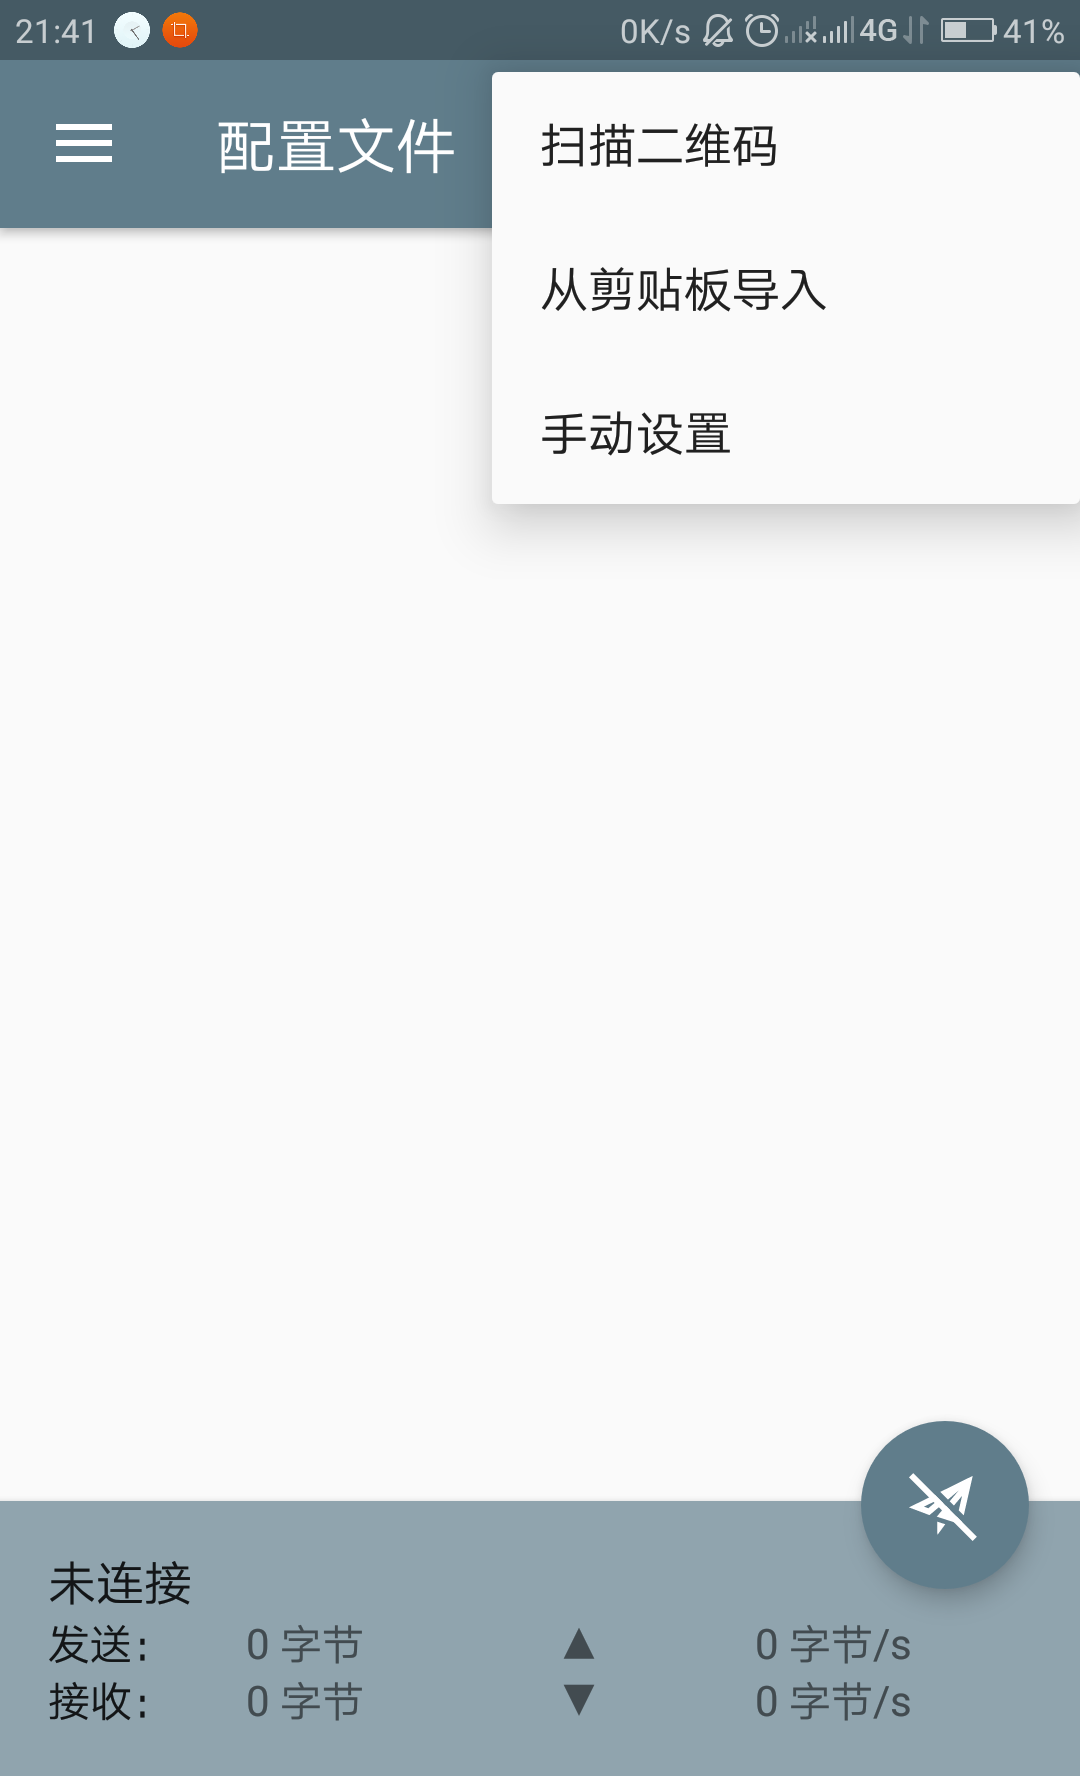 21:41 0K/s 4G 41%
配置文件
扫描二维码
从剪贴板导入
手动设置
未连接
发送: 0 字节 ▲ 0 字节/s
接收: 0 字节 ▼ 0 字节/s